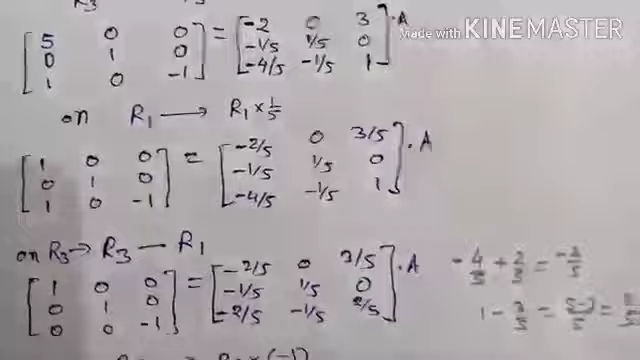 Made with KINEMASTER
[5 0 0; 0 1 0; 1 0 -1] = [-2 0 3; -1/5 1/5 0; -4/5 -1/5 1] · A
on R1 → R1 × 1/5
[1 0 0; 0 1 0; 1 0 -1] = [-2/5 0 3/5; -1/5 1/5 0; -4/5 -1/5 1] · A
on R3 → R3 — R1
[1 0 0; 0 1 0; 0 0 -1] = [-2/5 0 3/5; -1/5 1/5 0; -2/5 -1/5 2/5] · A